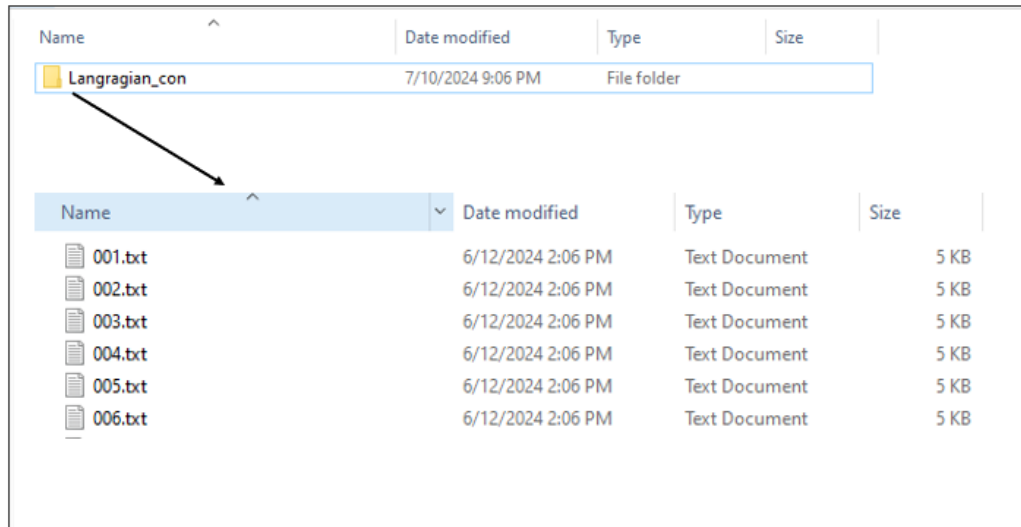 Name Date modified Type Size
Langragian_con 7/10/2024 9:06 PM File folder
Name Date modified Type Size
001.txt 6/12/2024 2:06 PM Text Document 5 KB
002.txt 6/12/2024 2:06 PM Text Document 5 KB
003.txt 6/12/2024 2:06 PM Text Document 5 KB
004.txt 6/12/2024 2:06 PM Text Document 5 KB
005.txt 6/12/2024 2:06 PM Text Document 5 KB
006.txt 6/12/2024 2:06 PM Text Document 5 KB